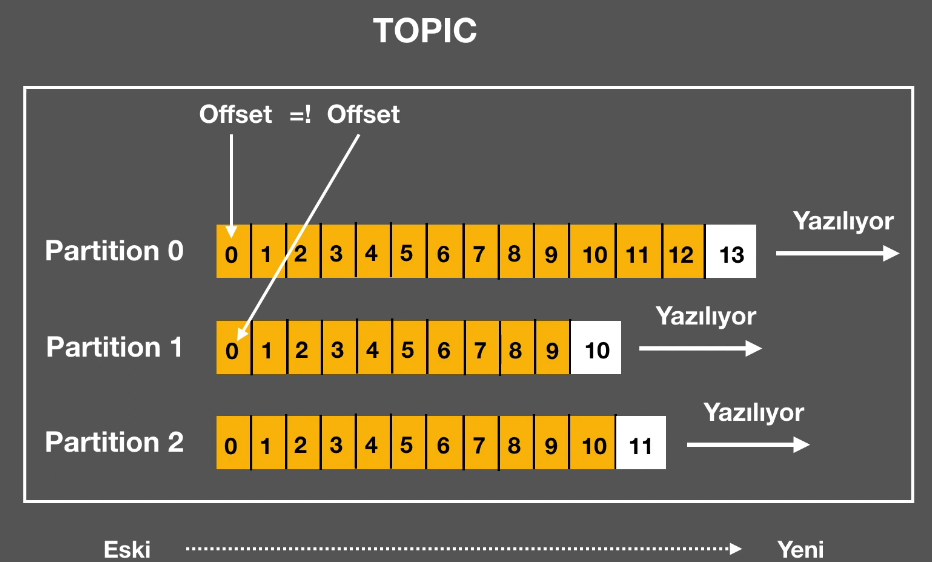 TOPIC
Offset =! Offset
Yazılıyor
Partition 0 0 1 2 3 4 5 6 7 8 9 10 11 12 13
Yazılıyor
Partition 1 0 1 2 3 4 5 6 7 8 9 10
Yazılıyor
Partition 2 0 1 2 3 4 5 6 7 8 9 10 11
Eski Yeni